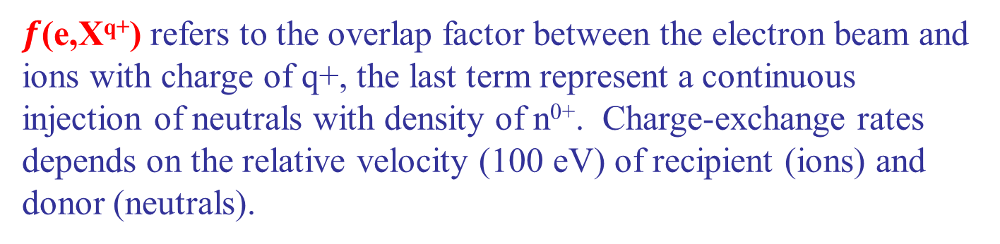 f(e,X^q+) refers to the overlap factor between the electron beam and
ions with charge of q+, the last term represent a continuous
injection of neutrals with density of n^0+. Charge-exchange rates
depends on the relative velocity (100 eV) of recipient (ions) and
donor (neutrals).